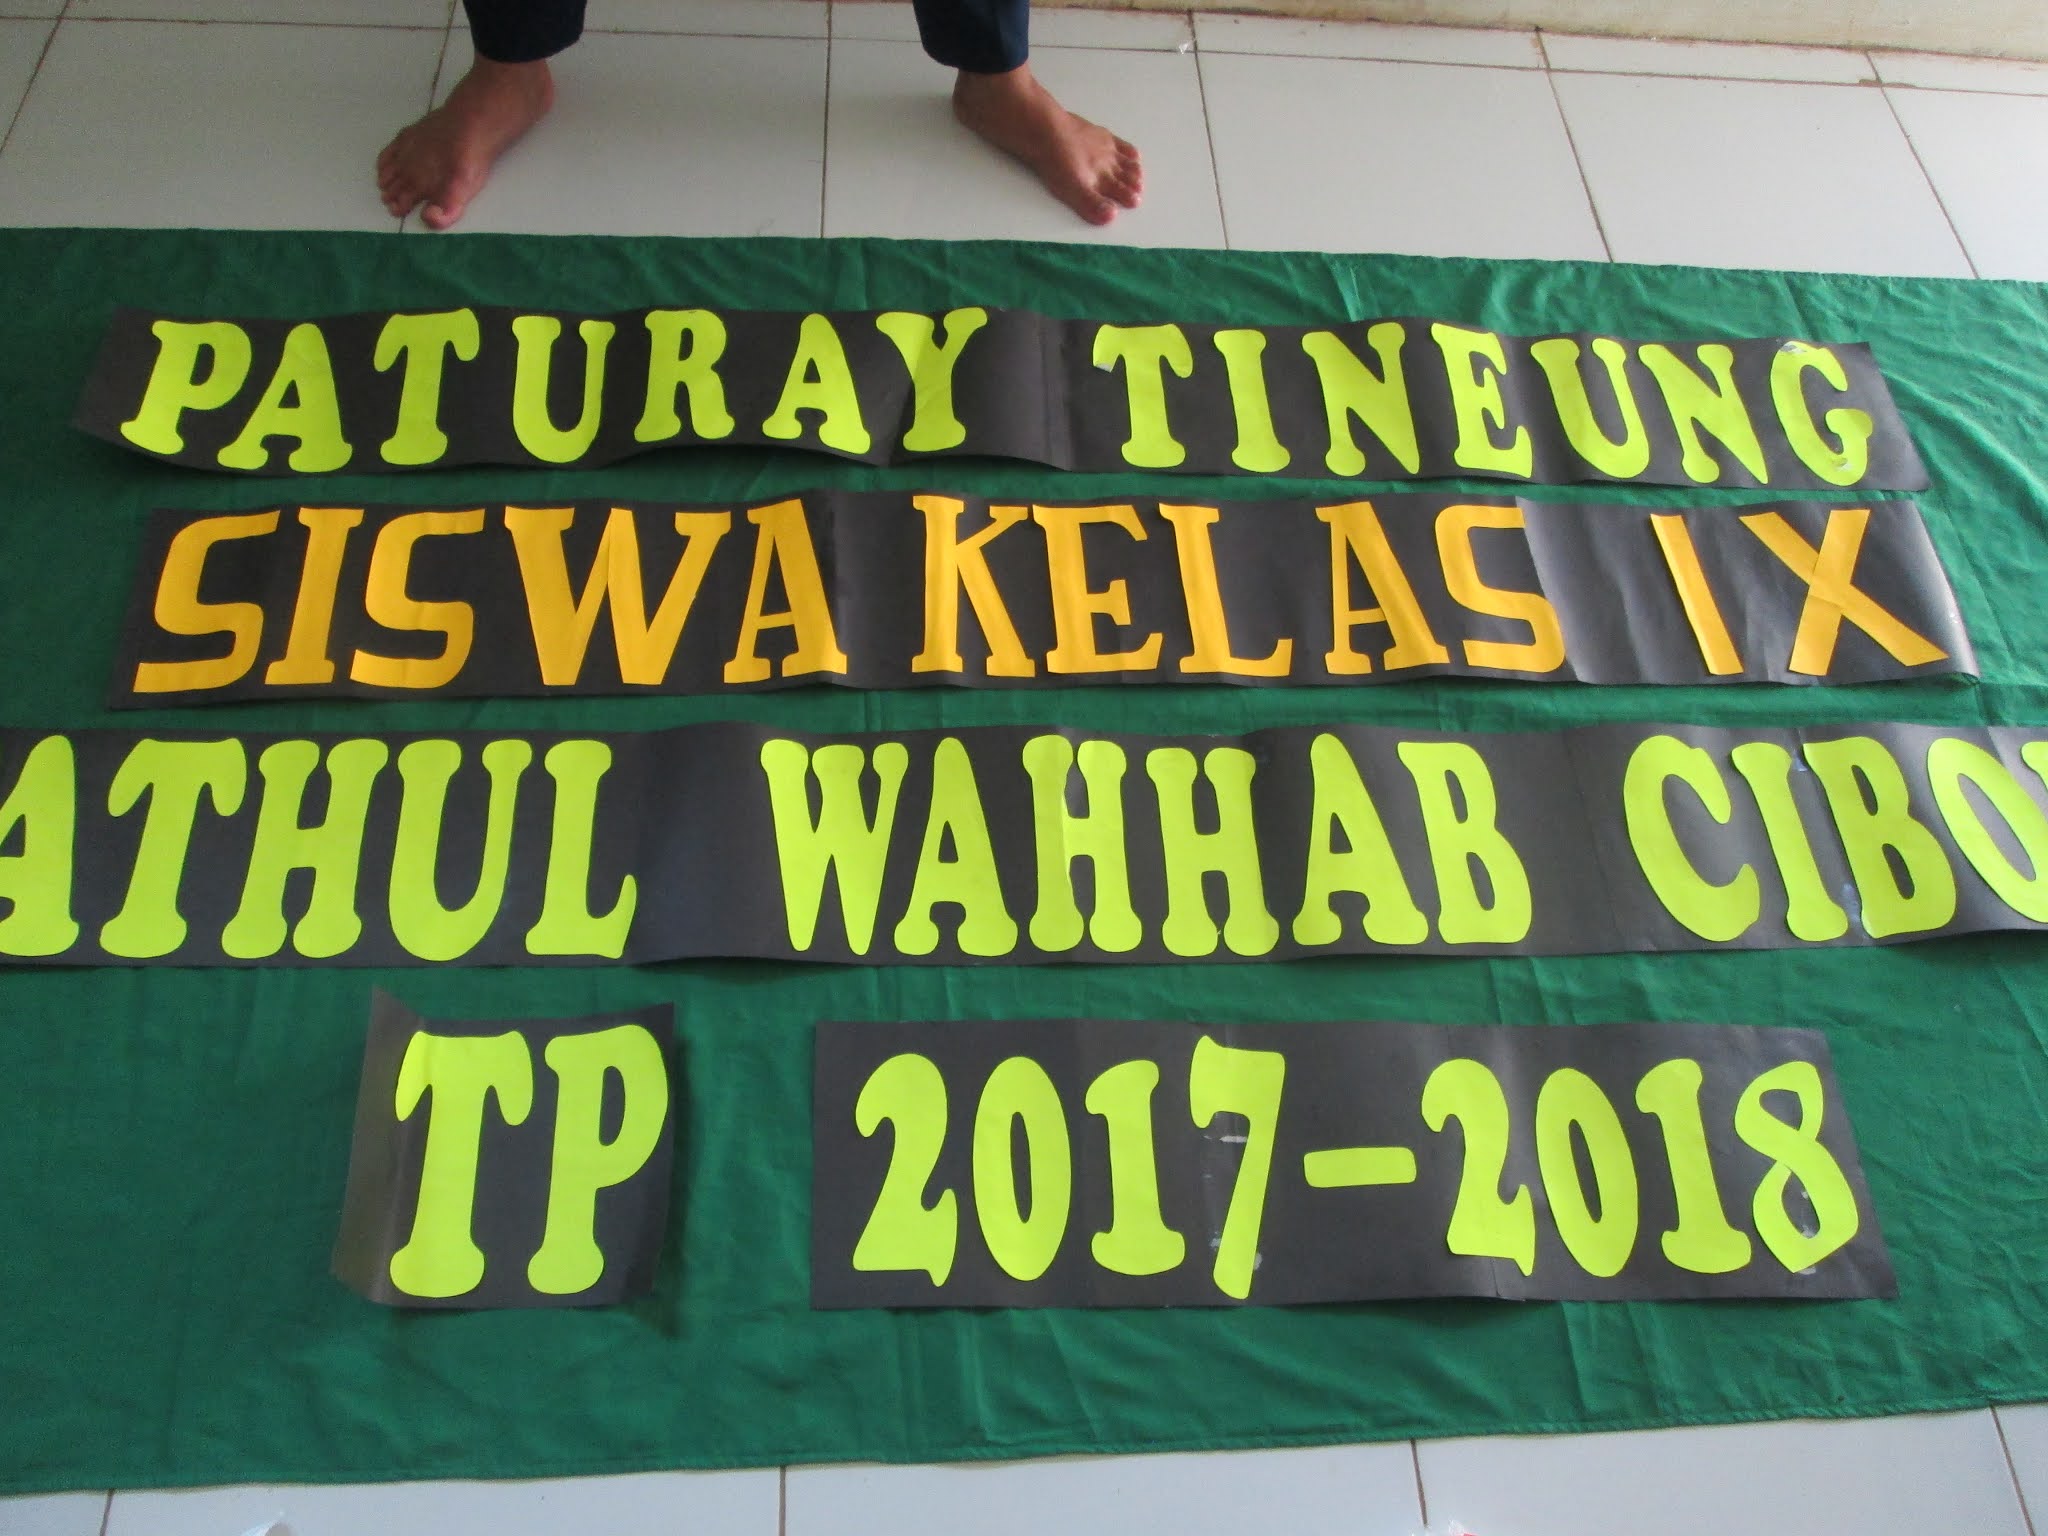 PATURAY TINEUNG
SISWA KELAS IX
ATHUL WAHHAB CIBO
TP 2017-2018